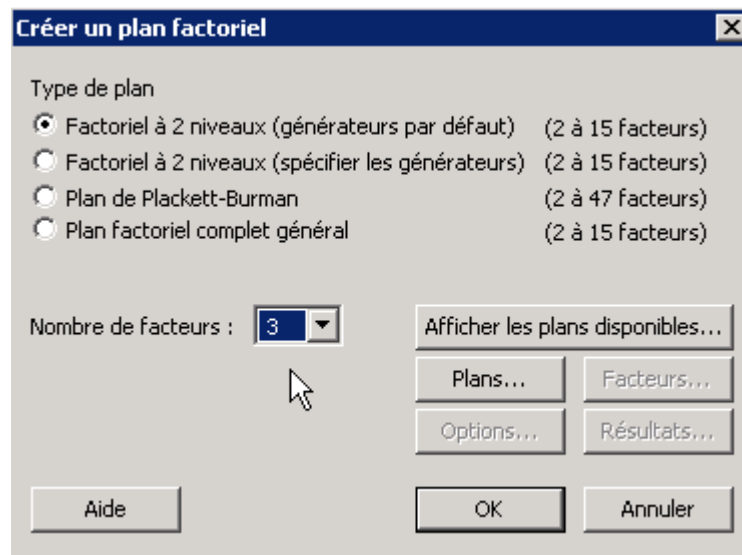 Créer un plan factoriel
Type de plan
Factoriel à 2 niveaux (générateurs par défaut) (2 à 15 facteurs)
Factoriel à 2 niveaux (spécifier les générateurs) (2 à 15 facteurs)
Plan de Plackett-Burman (2 à 47 facteurs)
Plan factoriel complet général (2 à 15 facteurs)
Nombre de facteurs : 3 Afficher les plans disponibles...
Plans... Facteurs...
Options... Résultats...
Aide OK Annuler